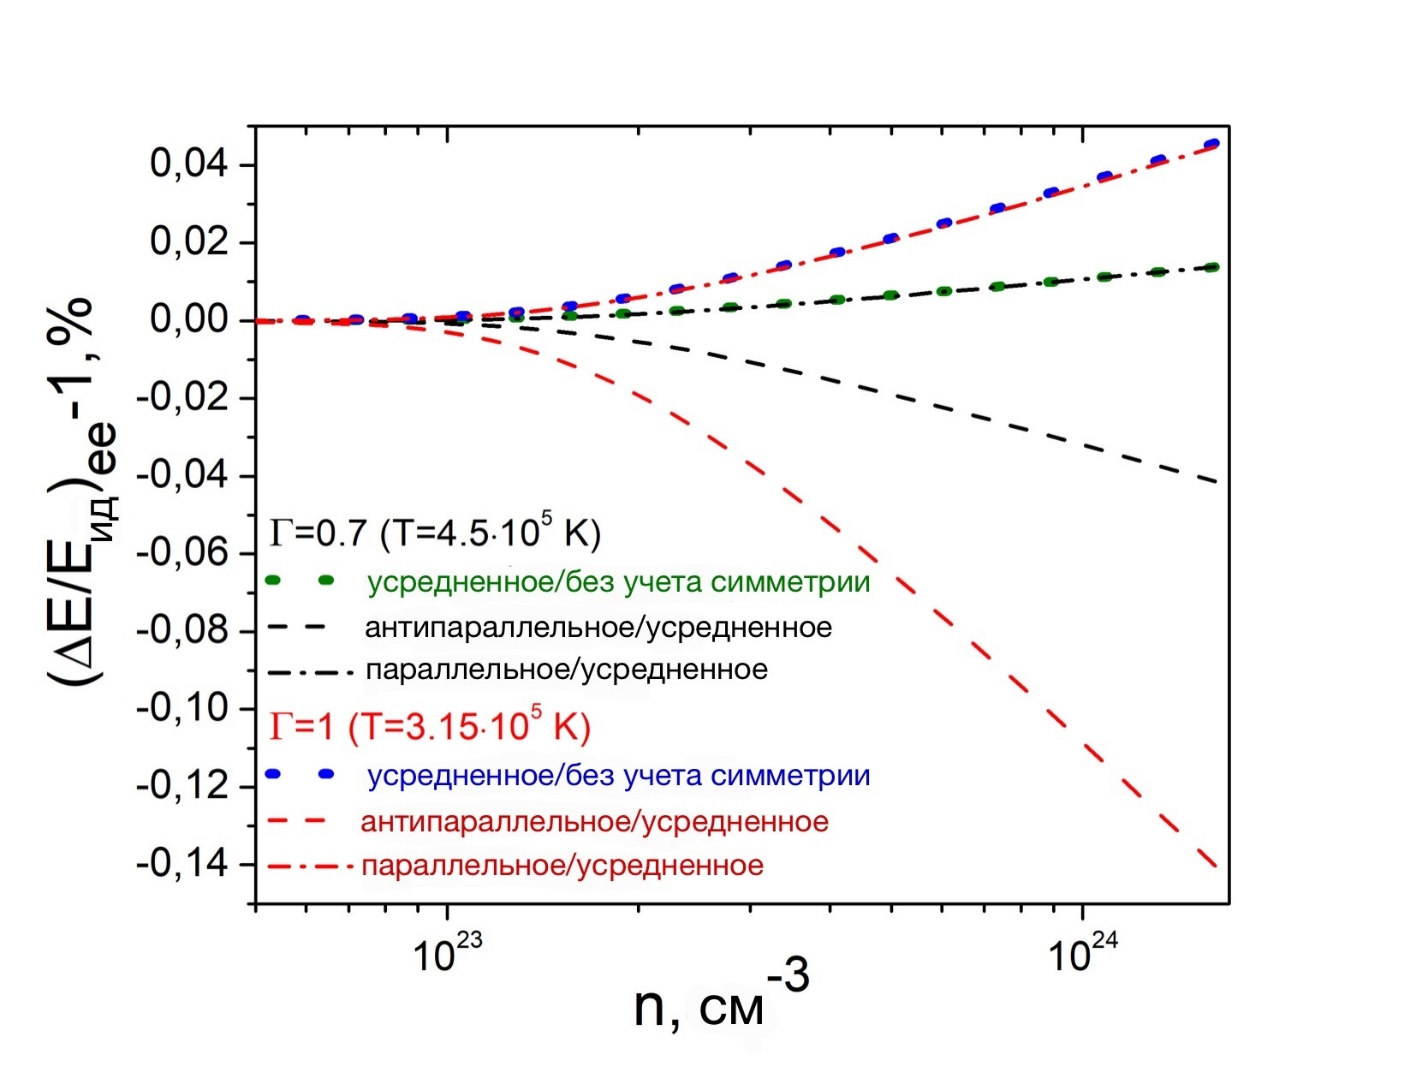 (ΔE/Eид)ee-1,%
0,04
0,02
0,00
-0,02
-0,04
-0,06
-0,08
-0,10
-0,12
-0,14
Γ=0.7 (T=4.5·10⁵ K)
усредненное/без учета симметрии
антипараллельное/усредненное
параллельное/усредненное
Γ=1 (T=3.15·10⁵ K)
усредненное/без учета симметрии
антипараллельное/усредненное
параллельное/усредненное
10²³
10²⁴
n, см⁻³